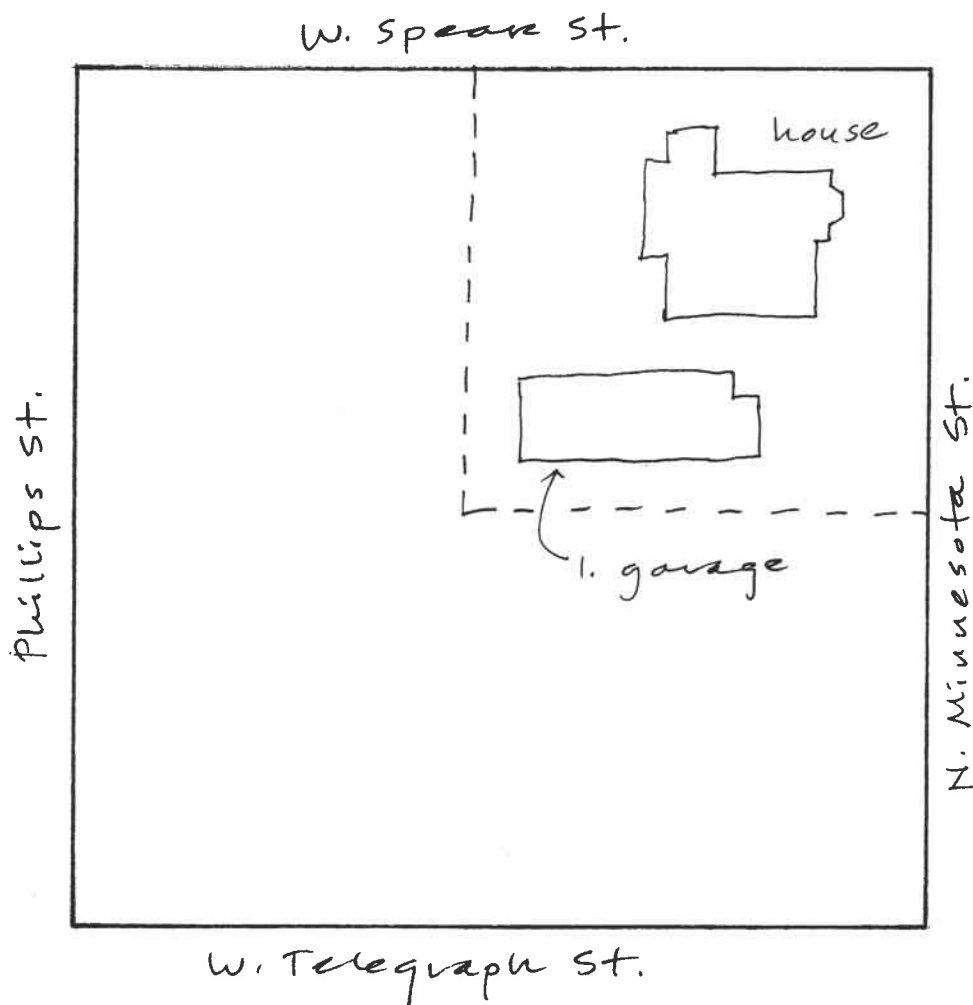 W. Spear St.
house
Phillips St.
N. Minnesota St.
1. garage
W. Telegraph St.